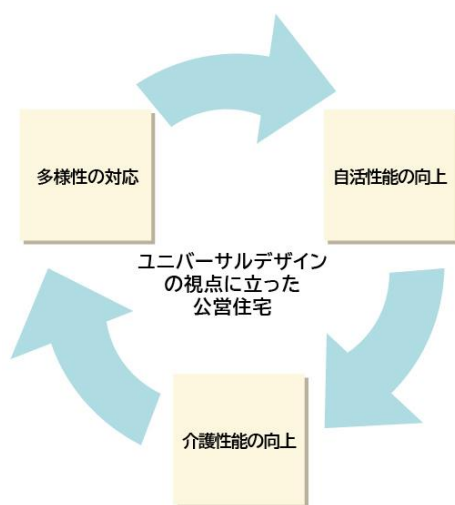 多様性の対応
自活性能の向上
ユニバーサルデザイン
の視点に立った
公営住宅
介護性能の向上